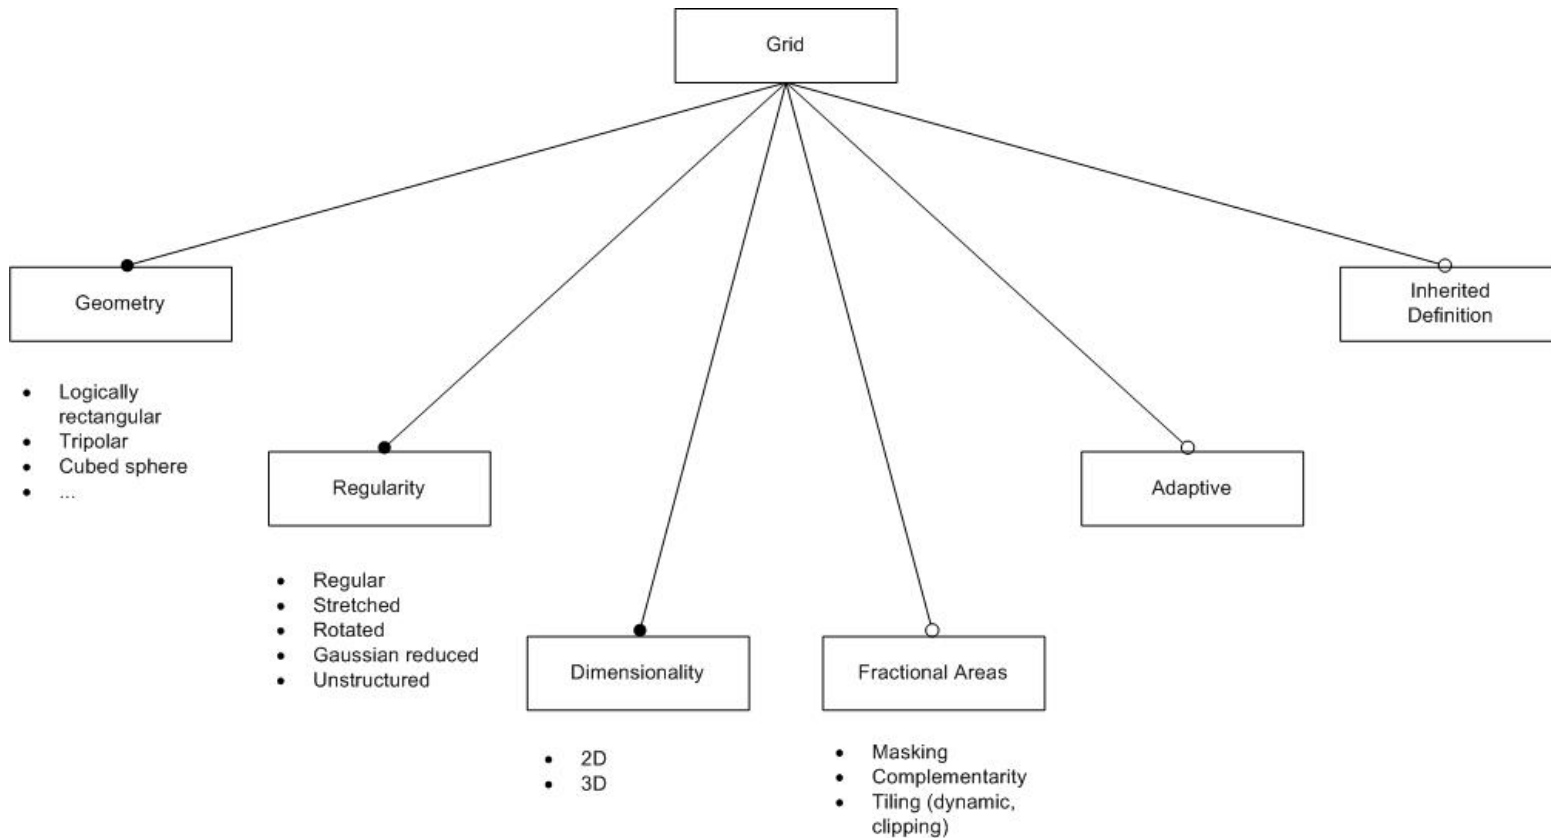 Grid
Geometry
• Logically
rectangular
• Tripolar
• Cubed sphere
• ...
Inherited
Definition
Regularity
• Regular
• Stretched
• Rotated
• Gaussian reduced
• Unstructured
Adaptive
Dimensionality
• 2D
• 3D
Fractional Areas
• Masking
• Complementarity
• Tiling (dynamic,
clipping)